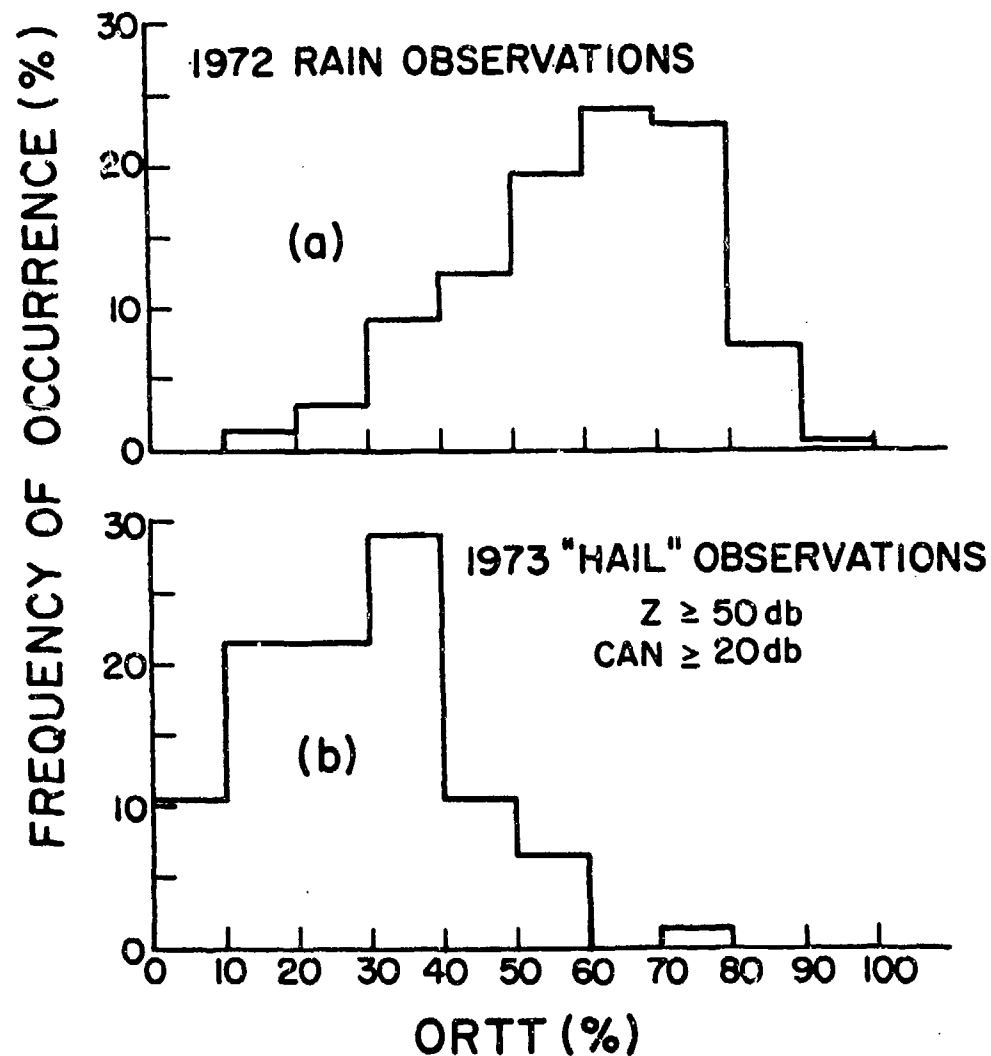 FREQUENCY OF OCCURRENCE (%)
30
20
10
0
1972 RAIN OBSERVATIONS
(a)
30
20
10
0
1973 "HAIL" OBSERVATIONS
Z ≥ 50 db
CAN ≥ 20 db
(b)
0 10 20 30 40 50 60 70 80 90 100
ORTT (%)